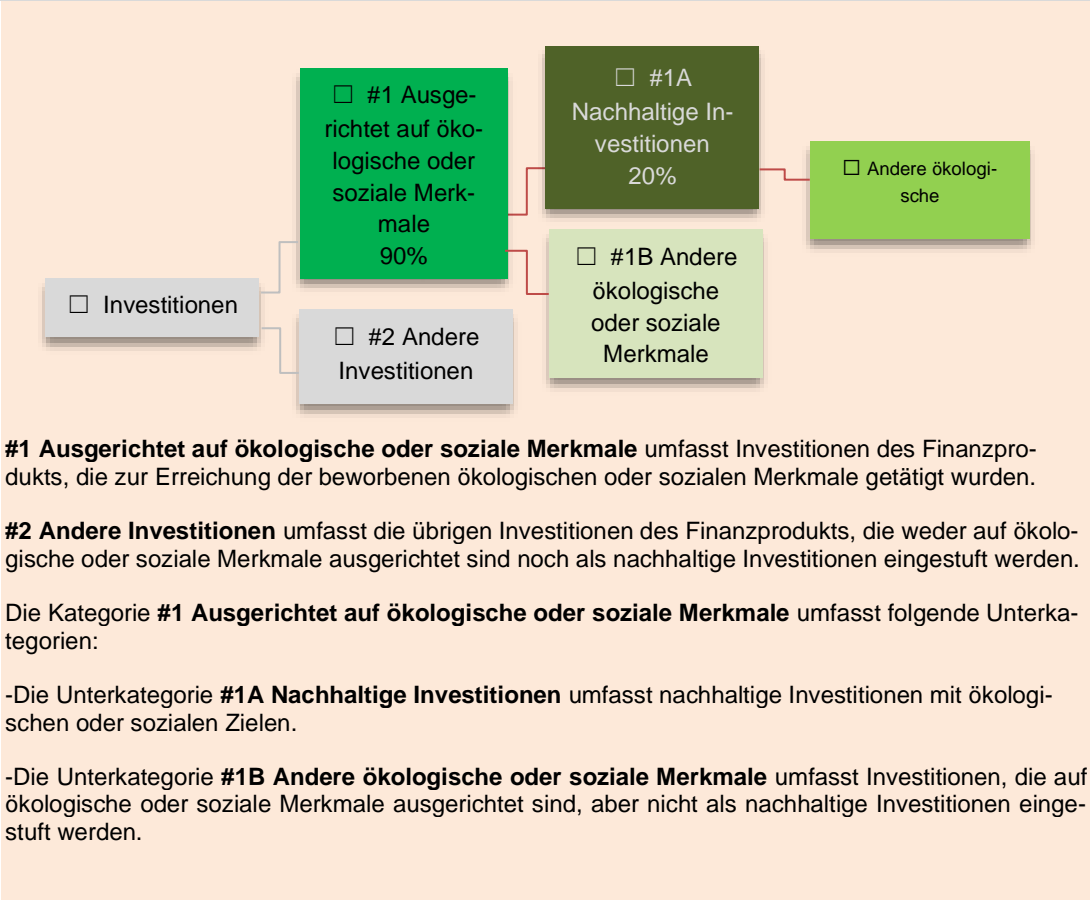 ☐ #1 Ausge-
richtet auf öko-
logische oder
soziale Merk-
male
90%
☐ #1A
Nachhaltige In-
vestitionen
20%
☐ Andere ökologi-
sche
☐ #1B Andere
ökologische
oder soziale
Merkmale
☐ Investitionen
☐ #2 Andere
Investitionen
#1 Ausgerichtet auf ökologische oder soziale Merkmale umfasst Investitionen des Finanzpro-
dukts, die zur Erreichung der beworbenen ökologischen oder sozialen Merkmale getätigt wurden.
#2 Andere Investitionen umfasst die übrigen Investitionen des Finanzprodukts, die weder auf ökolo-
gische oder soziale Merkmale ausgerichtet sind noch als nachhaltige Investitionen eingestuft werden.
Die Kategorie #1 Ausgerichtet auf ökologische oder soziale Merkmale umfasst folgende Unterka-
tegorien:
-Die Unterkategorie #1A Nachhaltige Investitionen umfasst nachhaltige Investitionen mit ökologi-
schen oder sozialen Zielen.
-Die Unterkategorie #1B Andere ökologische oder soziale Merkmale umfasst Investitionen, die auf
ökologische oder soziale Merkmale ausgerichtet sind, aber nicht als nachhaltige Investitionen einge-
stuft werden.